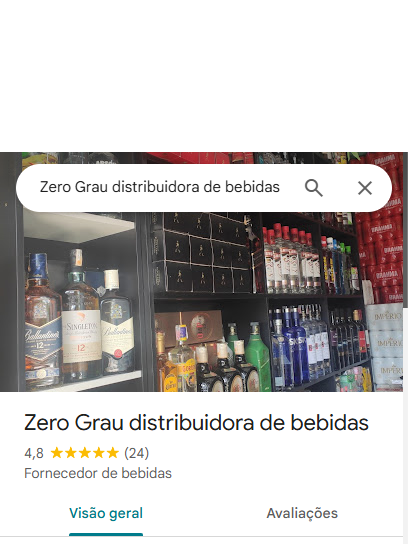 Zero Grau distribuidora de bebidas
BRAHMA
Ballantine's
12
SINGLETON
12
Ballantine's
SKYY
IMPÉRIO
Zero Grau distribuidora de bebidas
4,8 ★★★★★ (24)
Fornecedor de bebidas
Visão geral
Avaliações